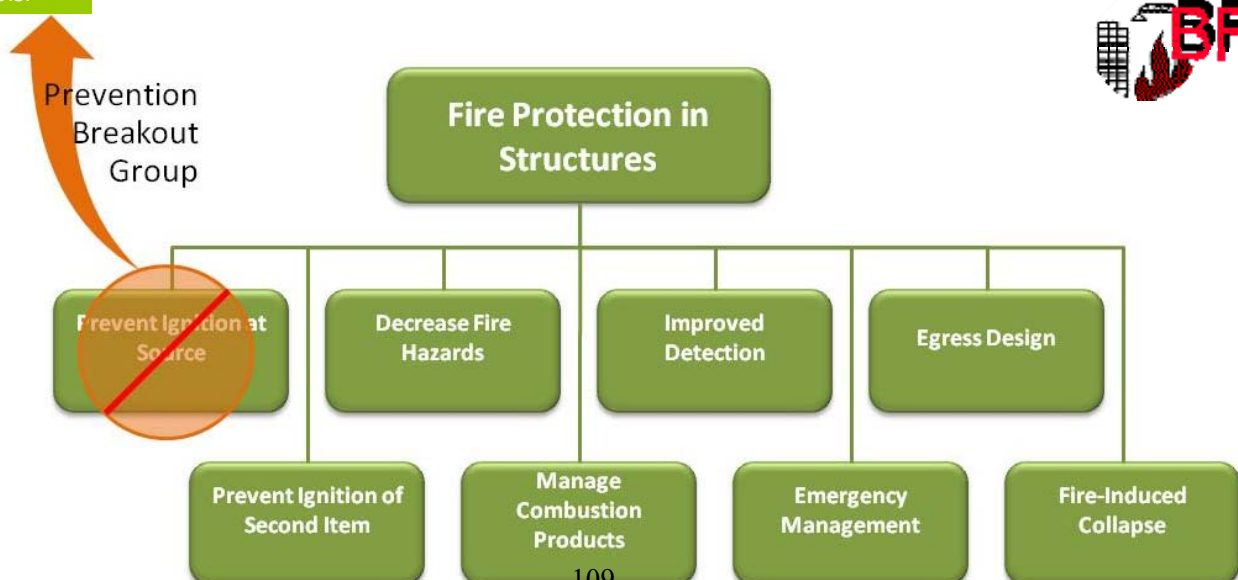 Prevention
Breakout
Group
Fire Protection in
Structures
Prevent Ignition at
Source
Decrease Fire
Hazards
Improved
Detection
Egress Design
Prevent Ignition of
Second Item
Manage
Combustion
Products
Emergency
Management
Fire-Induced
Collapse
109